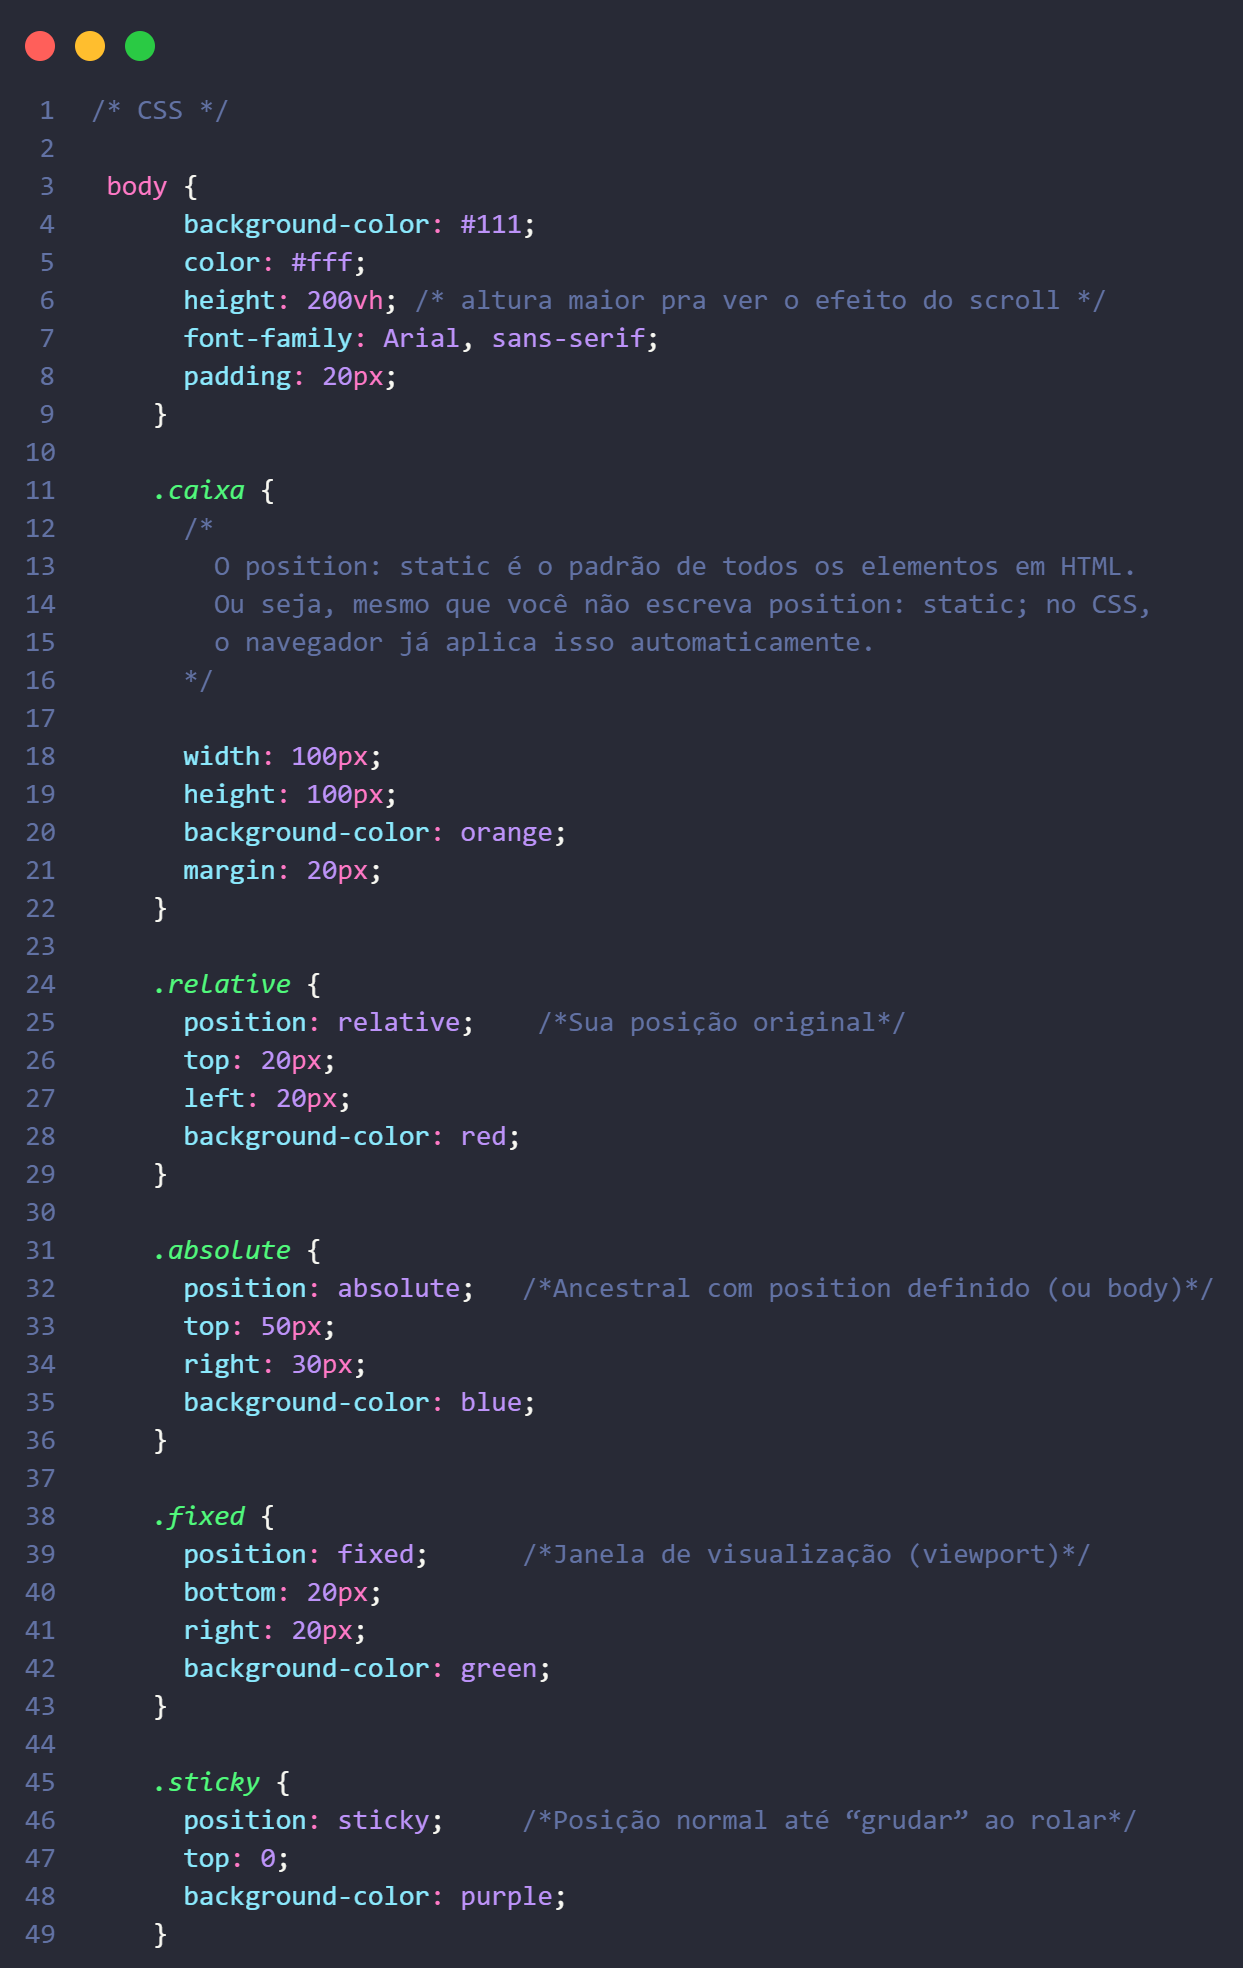 1 /* CSS */
2
3 body {
4 background-color: #111;
5 color: #fff;
6 height: 200vh; /* altura maior pra ver o efeito do scroll */
7 font-family: Arial, sans-serif;
8 padding: 20px;
9 }
10
11 .caixa {
12 /*
13 O position: static é o padrão de todos os elementos em HTML.
14 Ou seja, mesmo que você não escreva position: static; no CSS,
15 o navegador já aplica isso automaticamente.
16 */
17
18 width: 100px;
19 height: 100px;
20 background-color: orange;
21 margin: 20px;
22 }
23
24 .relative {
25 position: relative; /*Sua posição original*/
26 top: 20px;
27 left: 20px;
28 background-color: red;
29 }
30
31 .absolute {
32 position: absolute; /*Ancestral com position definido (ou body)*/
33 top: 50px;
34 right: 30px;
35 background-color: blue;
36 }
37
38 .fixed {
39 position: fixed; /*Janela de visualização (viewport)*/
40 bottom: 20px;
41 right: 20px;
42 background-color: green;
43 }
44
45 .sticky {
46 position: sticky; /*Posição normal até “grudar” ao rolar*/
47 top: 0;
48 background-color: purple;
49 }